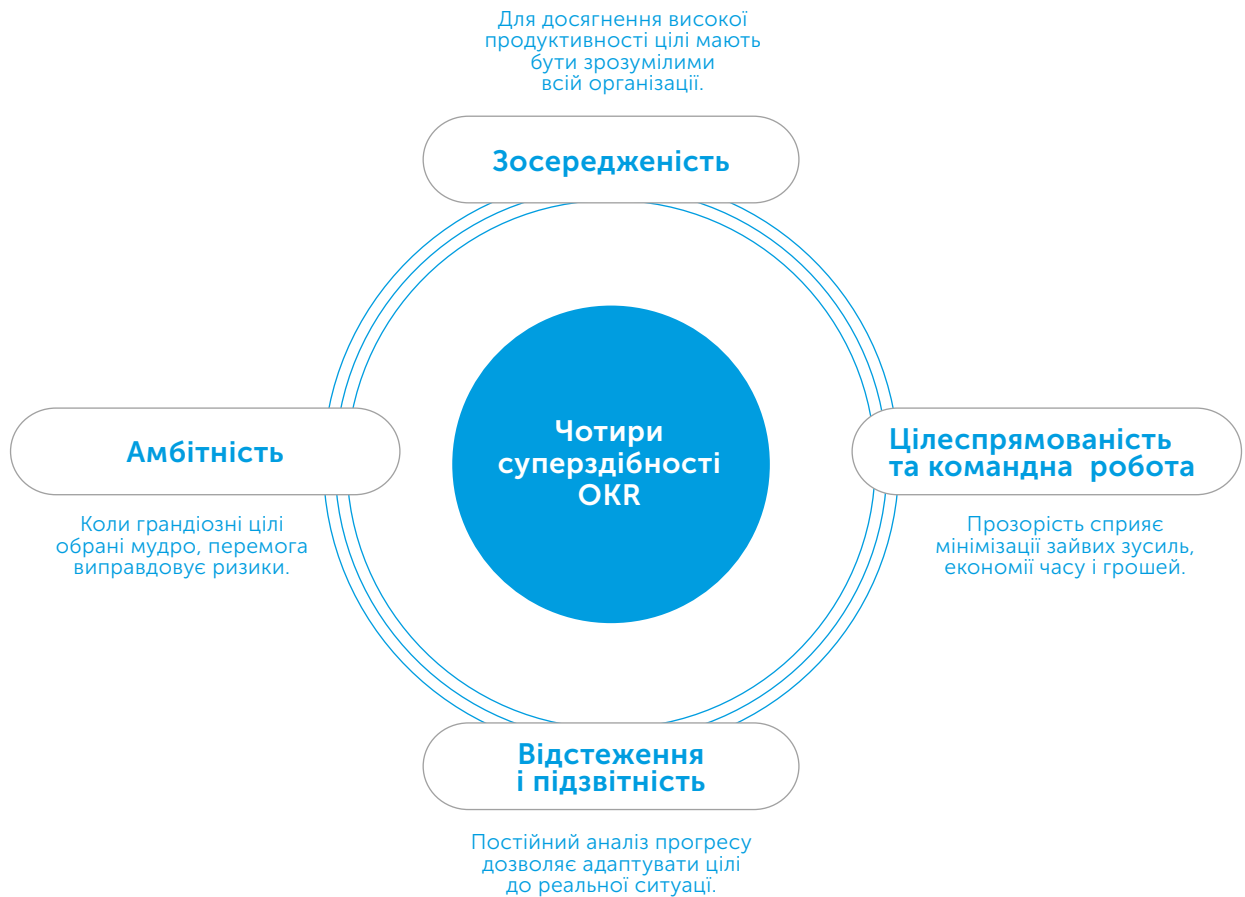 Для досягнення високої
продуктивності цілі мають
бути зрозумілими
всій організації.
Зосередженість
Амбітність
Коли грандіозні цілі
обрані мудро, перемога
виправдовує ризики.
Чотири
суперздібності
OKR
Цілеспрямованість
та командна робота
Прозорість сприяє
мінімізації зайвих зусиль,
економії часу і грошей.
Відстеження
і підзвітність
Постійний аналіз прогресу
дозволяє адаптувати цілі
до реальної ситуаці.